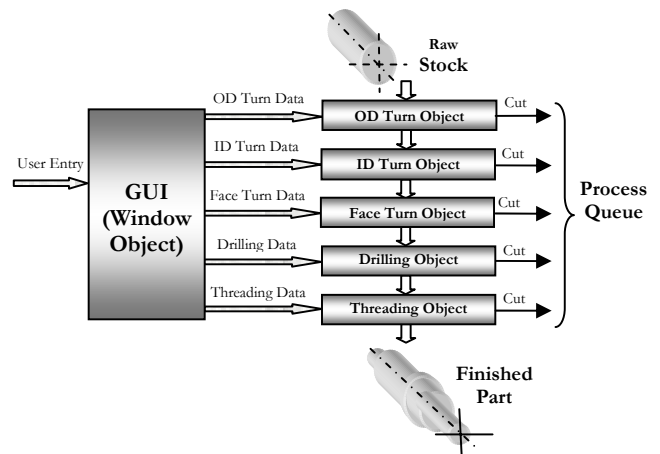 Raw
Stock
OD Turn Data
OD Turn Object
Cut
ID Turn Data
ID Turn Object
Cut
User Entry
GUI
(Window
Object)
Face Turn Data
Face Turn Object
Cut
Process
Queue
Drilling Data
Drilling Object
Cut
Threading Data
Threading Object
Cut
Finished
Part